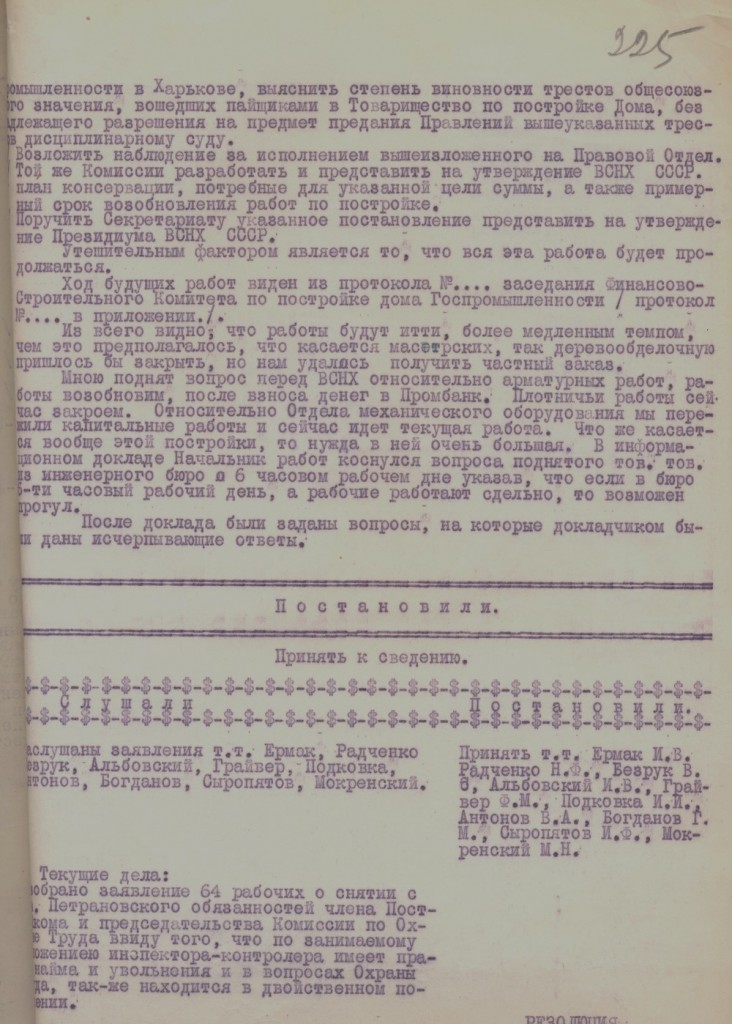 225
ромышленности в Харькове, выяснить степень виновности трестов общесоюз-
го значения, вошедших пайщиками в Товарищество по постройке Дома, без
длежащего разрешения на предмет предания Правлений вышеуказанных трес-
в дисциплинарному суду.
Возложить наблюдение за исполнением вышеизложенного на Правовой Отдел.
Той же Комиссии разработать и представить на утверждение ВСНХ СССР.
план консервации, потребные для указанной цели суммы, а также пример-
ный срок возобновления работ по постройке.
Поручить Секретариату указанное постановление представить на утвержде-
ние Президиума ВСНХ СССР.
Утешительным фактором является то, что вся эта работа будет про-
должаться.
Ход будущих работ виден из протокола №.... заседания Финансово-
Строительного Комитета по постройке дома Госпромышленности / протокол
№.... в приложении./.
Из всего видно, что работы будут итти, более медленным темпом,
чем это предполагалось, что касается масетрских, так деревообделочную
пришлось бы закрыть, но нам удалось получить частный заказ.
Мною поднят вопрос перед ВСНХ относительно арматурных работ, ра-
боты возобновим, после взноса денег в Промбанк. Плотничьи работы сей-
час закроем. Относительно Отдела механического оборудования мы пере-
жили капитальные работы и сейчас идет текущая работа. Что же касает-
ся вообще этой постройки, то нужда в ней очень большая. В информа-
ционном докладе Начальник работ коснулся вопроса поднятого тов. тов.
из инженерного бюро о 6 часовом рабочем дне указав, что если в бюро
6-ти часовый рабочий день, а рабочие работают сдельно, то возможен
прогул.
После доклада были заданы вопросы, на которые докладчиком бы-
ли даны исчерпывающие ответы.
Постановили.
Принять к сведению.
Слушали Постановили.
аслушаны заявления т.т. Ермак, Радченко
езрук, Альбовский, Грайвер, Подковка,
нтонов, Богданов, Сыропятов, Мокренский.
Принять т.т. Ермак И.В.
Радченко Н.Ф., Безрук В.
б, Альбовский И.В., Грай-
вер Ф.М., Подковка И.И.,
Антонов В.А., Богданов Г.
М., Сыропятов И.Ф., Мок-
ренский М.Н.
Текущие дела:
обрано заявление 64 рабочих о снятии с
. Петрановского обязанностей члена Пост-
кома и председательства Комиссии по Ох-
е Труда ввиду того, что по занимаемому
ожениею инспектора-контролера имеет пра-
найма и увольнения и в вопросах Охраны
да, так-же находится в двойственном по-
ении.
РЕЗОЛЮЦИЯ